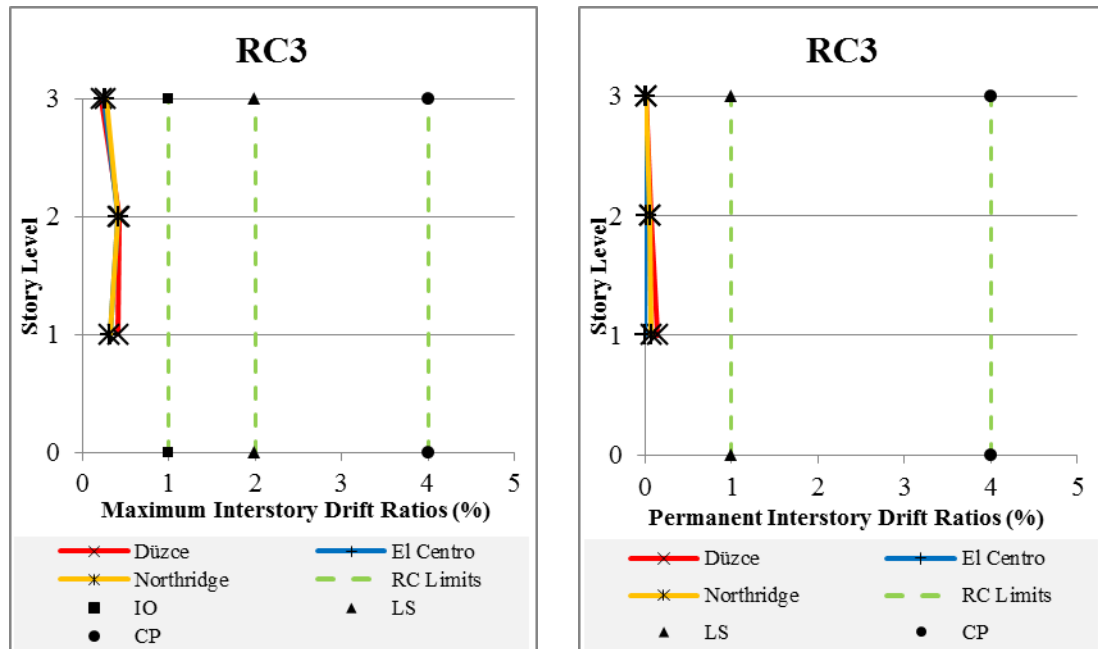 RC3
3
2
1
0
Story Level
0 1 2 3 4 5
Maximum Interstory Drift Ratios (%)
Düzce El Centro
Northridge RC Limits
IO LS
CP
RC3
3
2
1
0
Story Level
0 1 2 3 4 5
Permanent Interstory Drift Ratios (%)
Düzce El Centro
Northridge RC Limits
LS CP